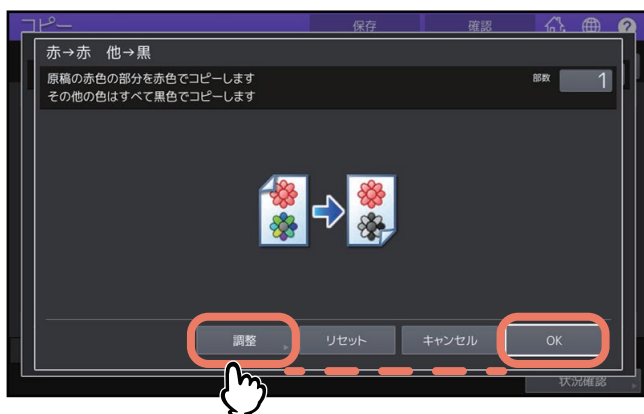 コピー
保存
確認
?
赤→赤 他→黒
原稿の赤色の部分を赤色でコピーします
その他の色はすべて黒色でコピーします
部数 1
調整
リセット
キャンセル
OK
状況確認